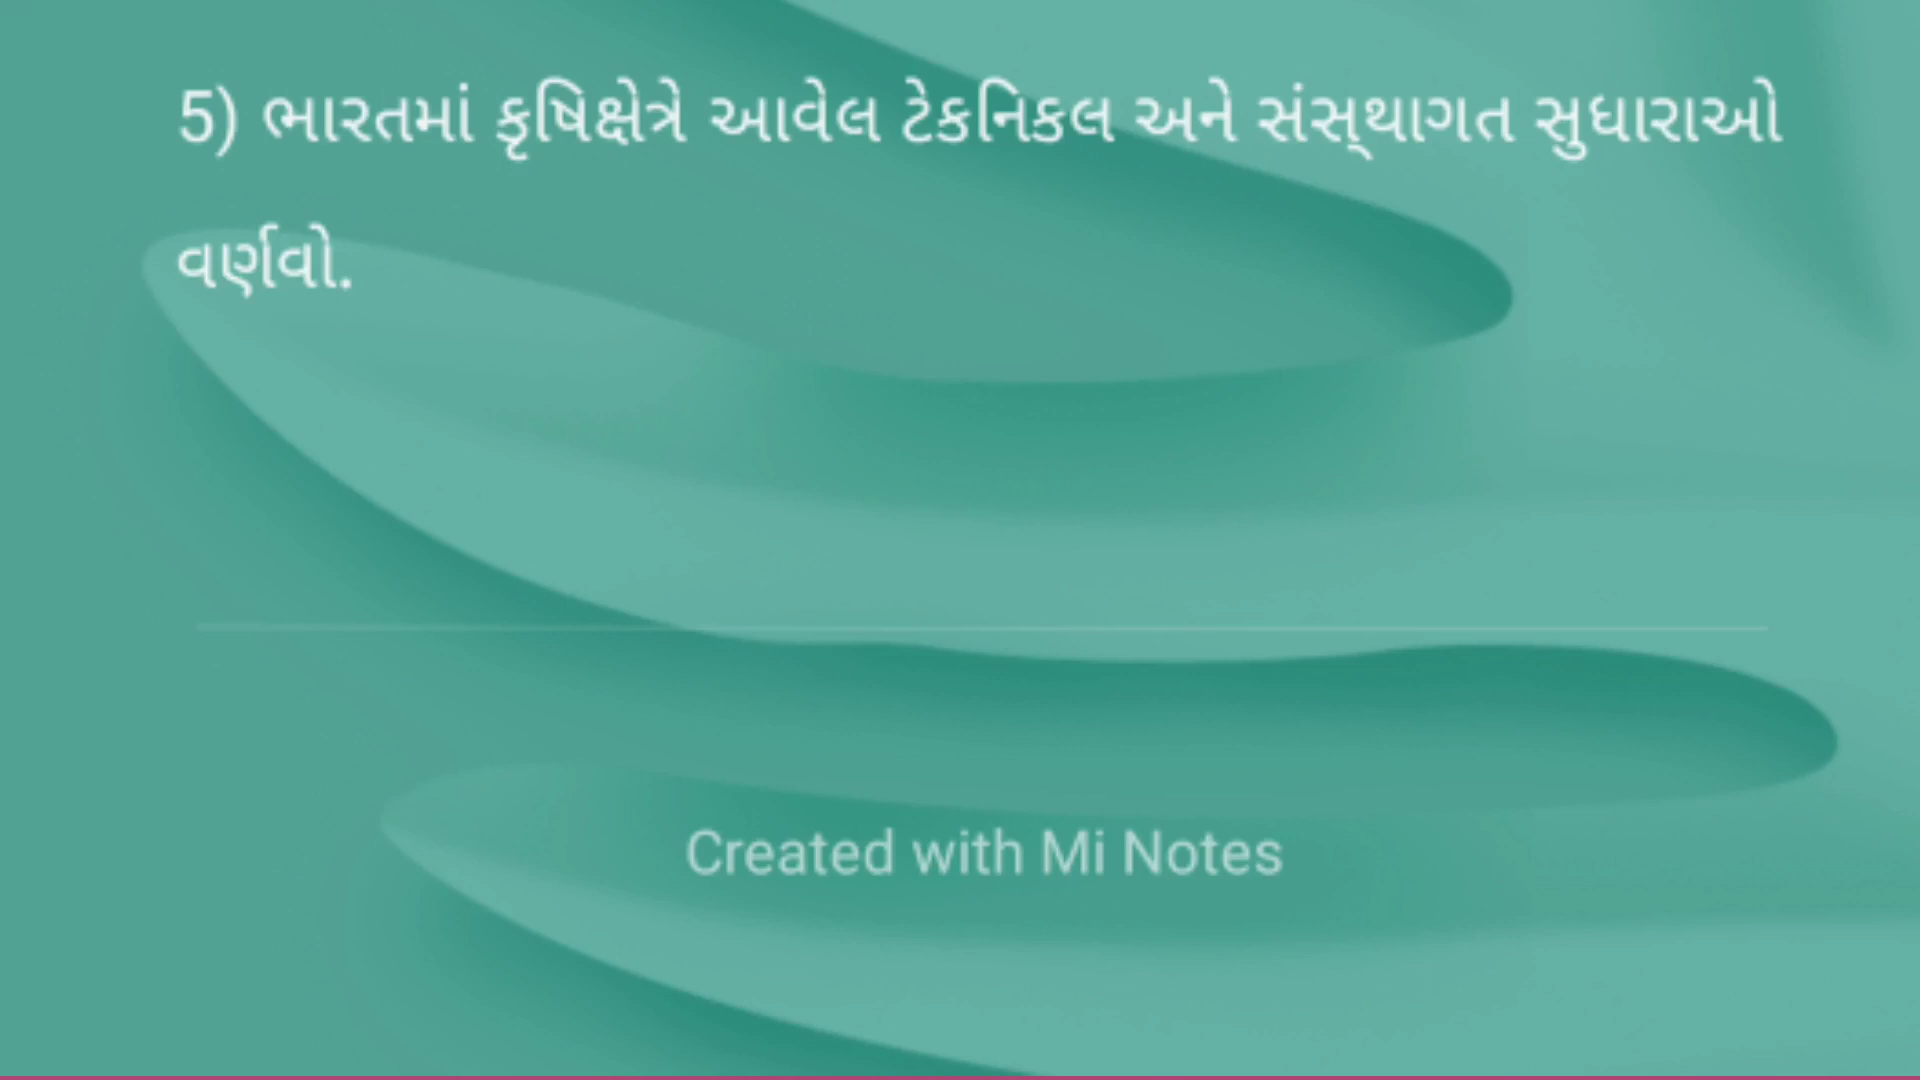 5) ભારતમાં કૃષિક્ષેત્રે આવેલ ટેકનિકલ અને સંસ્થાગત સુધારાઓ
વર્ણવો.
Created with Mi Notes